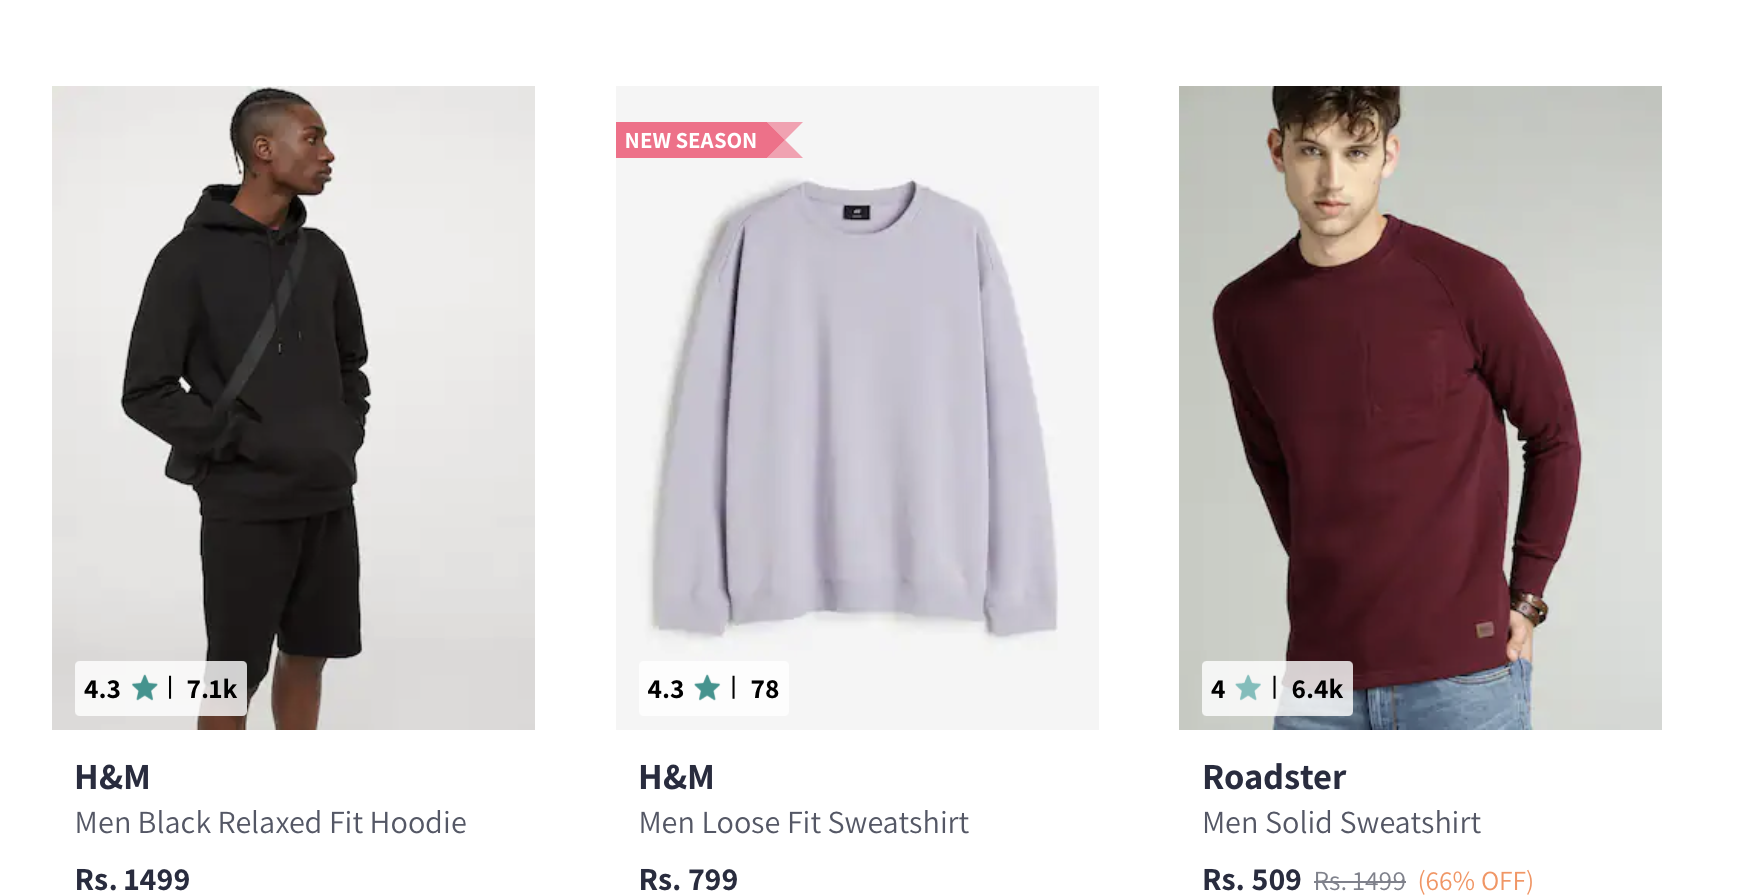 NEW SEASON
4.3 | 7.1k
4.3 | 78
4 | 6.4k
H&M
Men Black Relaxed Fit Hoodie
Rs. 1499
H&M
Men Loose Fit Sweatshirt
Rs. 799
Roadster
Men Solid Sweatshirt
Rs. 509 Rs. 1499 (66% OFF)